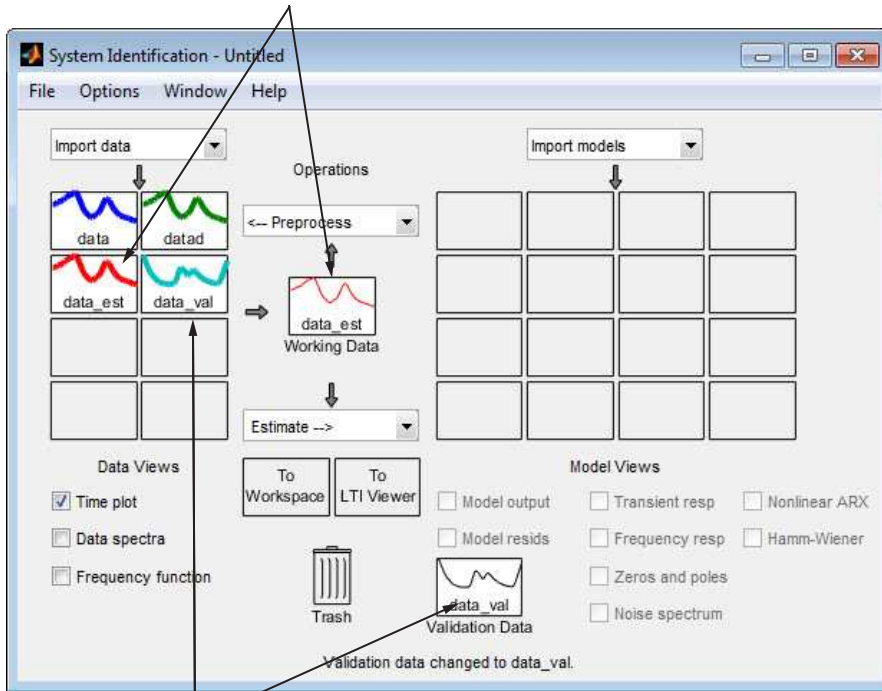 System Identification - Untitled
File Options Window Help
Import data
Import models
Operations
data
datad
<-- Preprocess
data_est
data_val
data_est
Working Data
Estimate -->
Data Views
To Workspace
To LTI Viewer
Model Views
Time plot
Model output
Transient resp
Nonlinear ARX
Data spectra
Model resids
Frequency resp
Hamm-Wiener
Frequency function
Zeros and poles
Trash
data_val
Noise spectrum
Validation Data
Validation data changed to data_val.